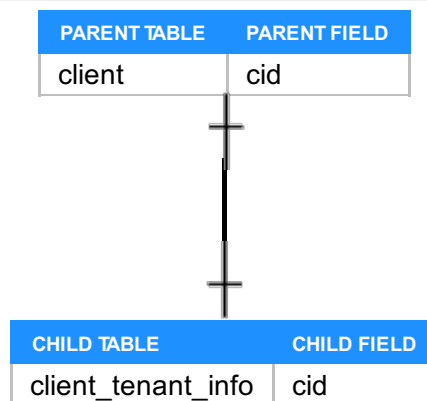 PARENT TABLE PARENT FIELD
client cid
CHILD TABLE CHILD FIELD
client_tenant_info cid